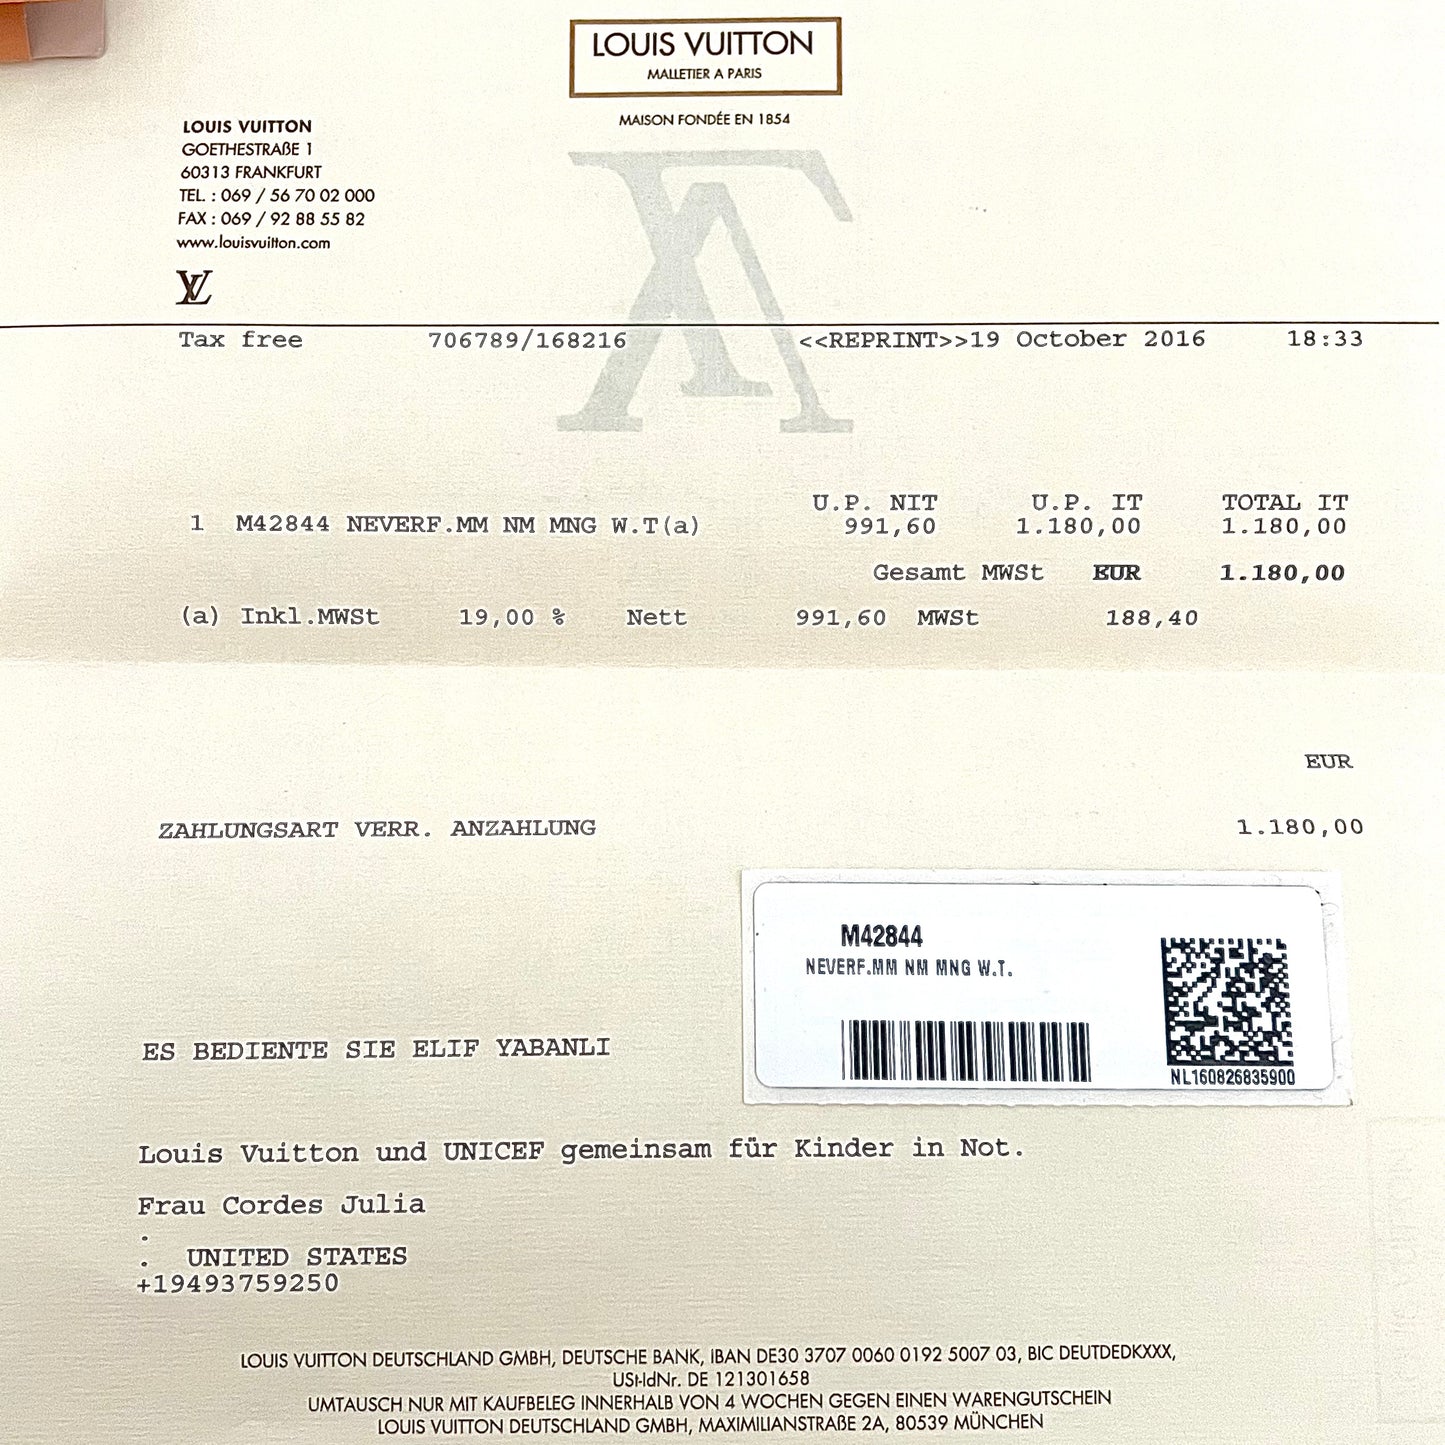 LOUIS VUITTON
MALLETIER A PARIS
MAISON FONDÉE EN 1854
LOUIS VUITTON
GOETHESTRAßE 1
60313 FRANKFURT
TEL. : 069 / 56 70 02 000
FAX : 069 / 92 88 55 82
www.louisvuitton.com
LV
Tax free 706789/168216 <<REPRINT>>19 October 2016 18:33
U.P. NIT U.P. IT TOTAL IT
1 M42844 NEVERF.MM NM MNG W.T(a) 991,60 1.180,00 1.180,00
Gesamt MWSt EUR 1.180,00
(a) Inkl.MWSt 19,00 % Nett 991,60 MWSt 188,40
EUR
ZAHLUNGSART VERR. ANZAHLUNG 1.180,00
M42844
NEVERF.MM NM MNG W.T.
NL160826835900
ES BEDIENTE SIE ELIF YABANLI
Louis Vuitton und UNICEF gemeinsam für Kinder in Not.
Frau Cordes Julia
.
. UNITED STATES
+19493759250
LOUIS VUITTON DEUTSCHLAND GMBH, DEUTSCHE BANK, IBAN DE30 3707 0060 0192 5007 03, BIC DEUTDEDKXXX,
USt-IdNr. DE 121301658
UMTAUSCH NUR MIT KAUFBELEG INNERHALB VON 4 WOCHEN GEGEN EINEN WARENGUTSCHEIN
LOUIS VUITTON DEUTSCHLAND GMBH, MAXIMILIANSTRAßE 2A, 80539 MÜNCHEN